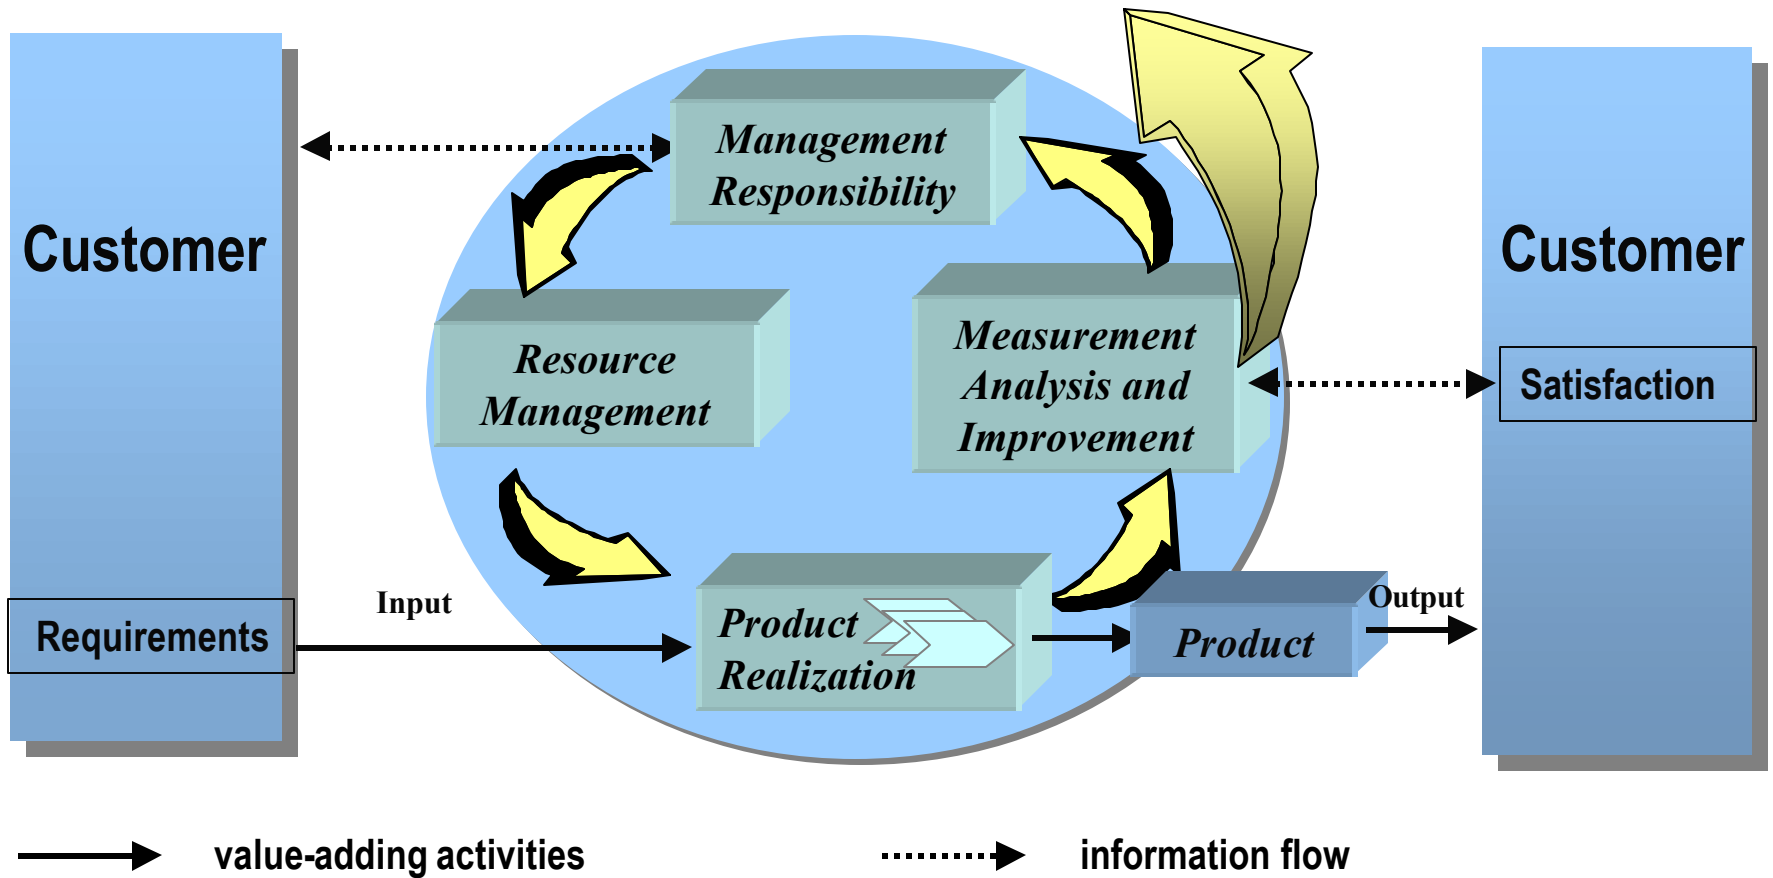 Customer
Requirements
Input
Management
Responsibility
Resource
Management
Measurement
Analysis and
Improvement
Product
Realization
Product
Output
Customer
Satisfaction
value-adding activities
information flow